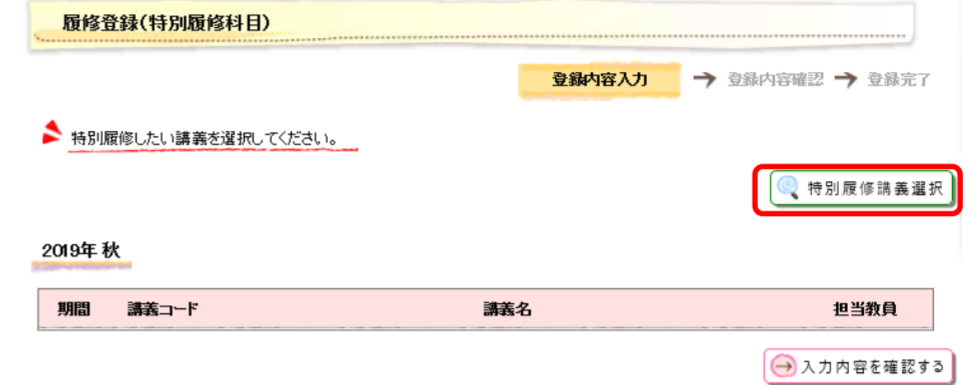 履修登録(特別履修科目)
登録内容入力 → 登録内容確認 → 登録完了
特別履修したい講義を選択してください。
特別履修講義選択
2019年 秋
期間 講義コード 講義名 担当教員
入力内容を確認する